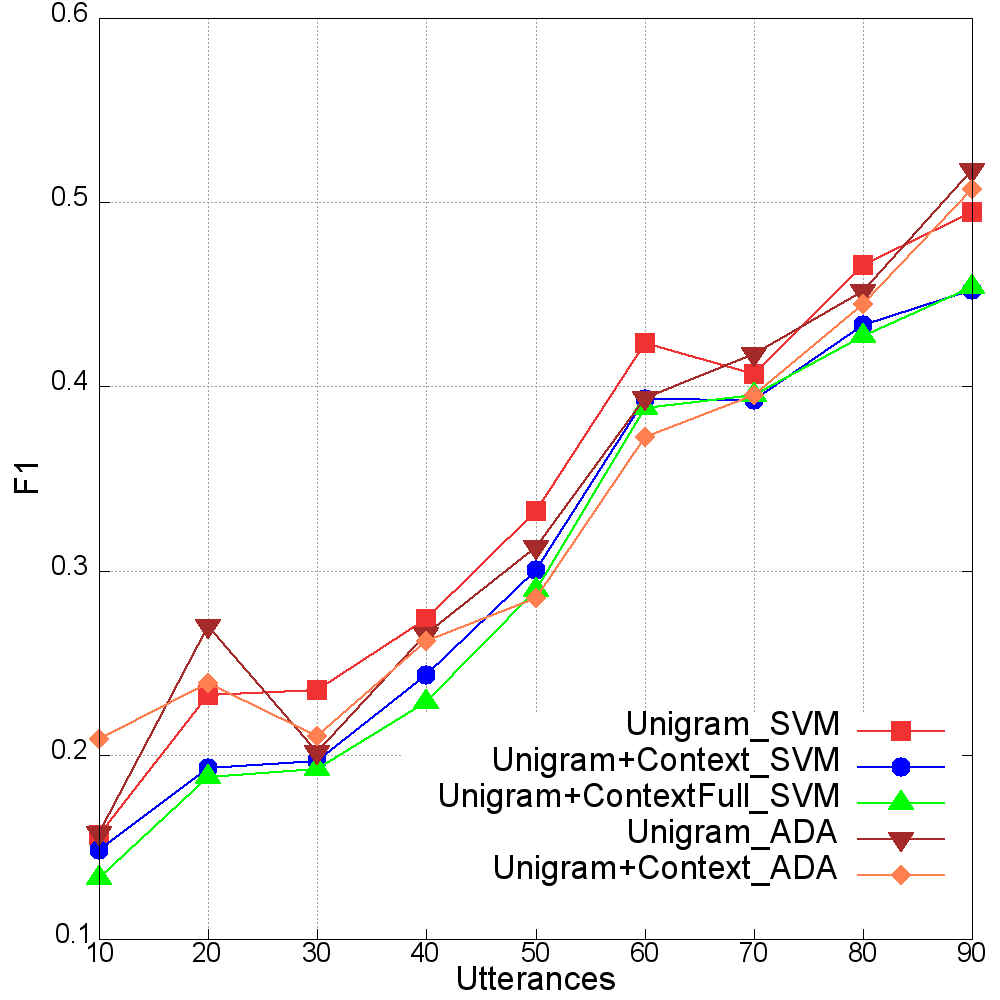 0.6
0.5
0.4
0.3
0.2
0.1
F1
Unigram_SVM
Unigram+Context_SVM
Unigram+ContextFull_SVM
Unigram_ADA
Unigram+Context_ADA
10 20 30 40 50 60 70 80 90
Utterances